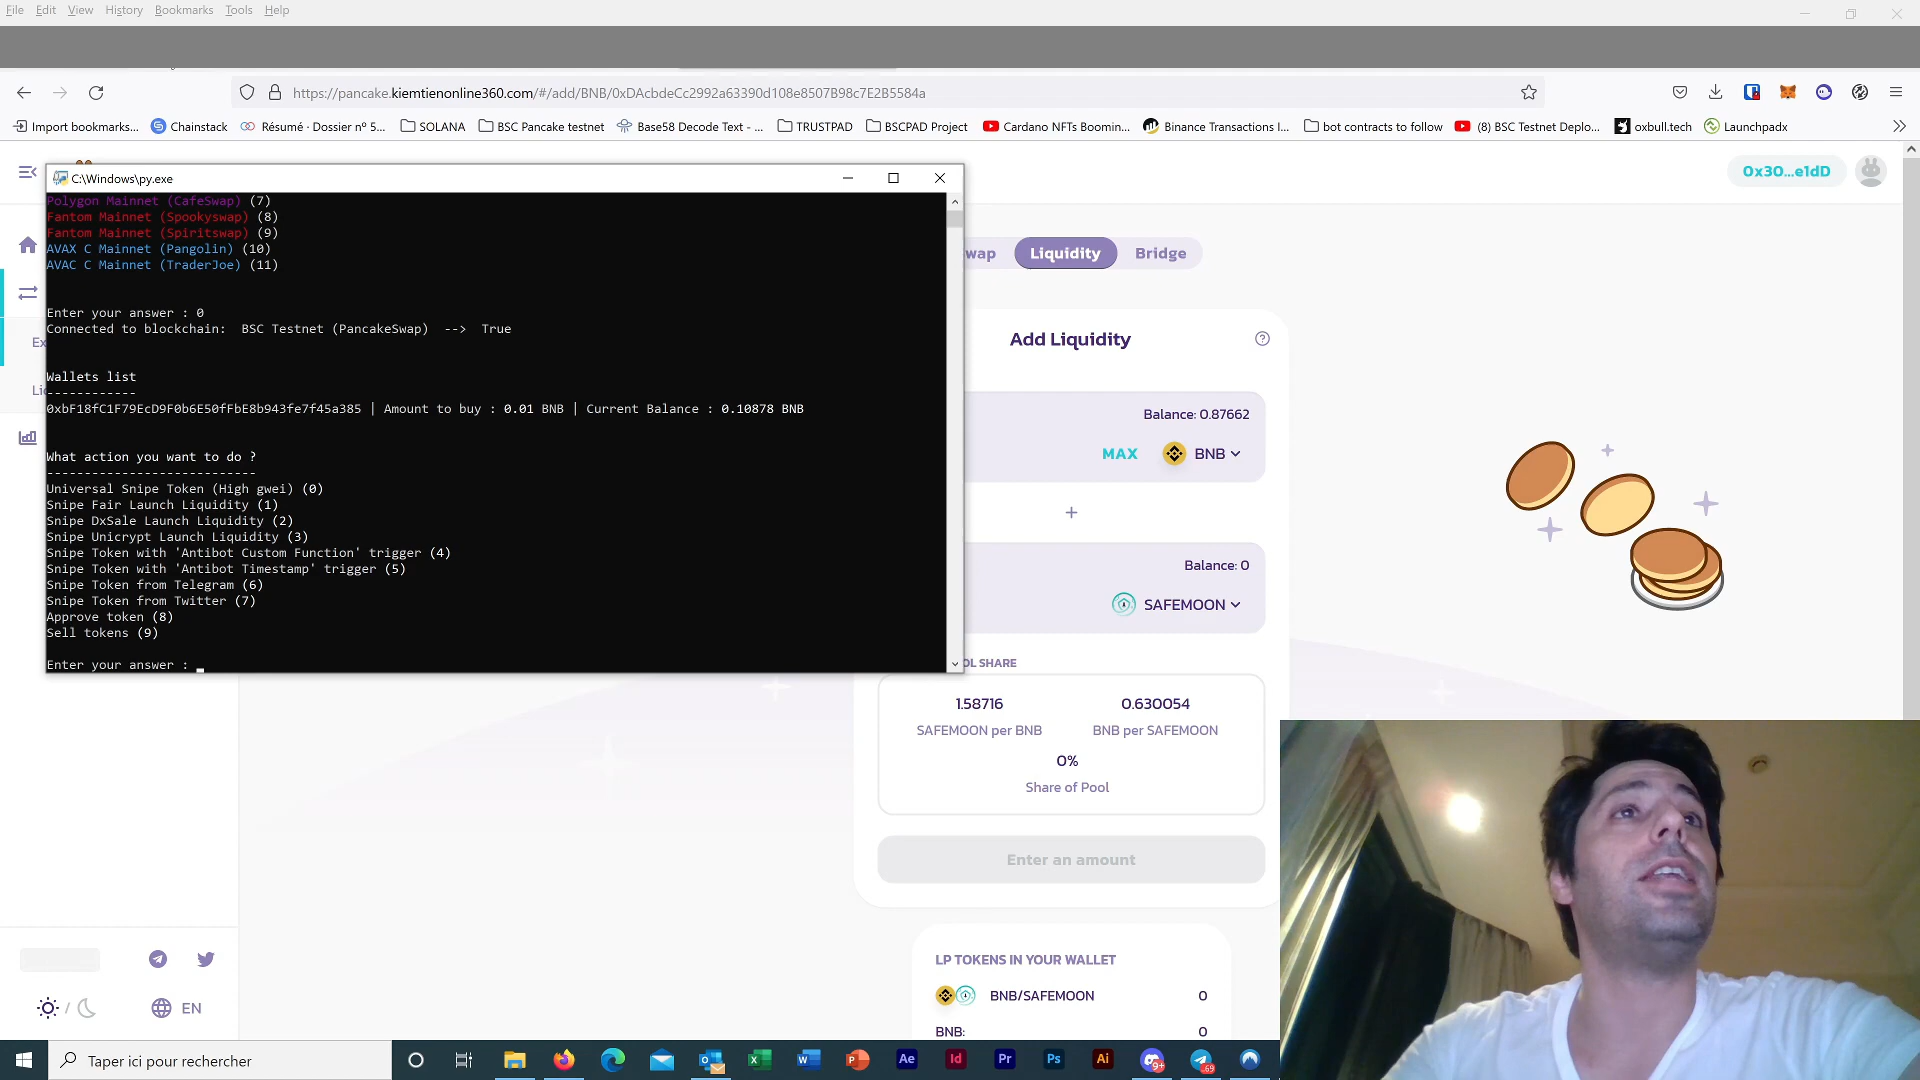 File Edit View History Bookmarks Tools Help
https://pancake.kiemtienonline360.com/#/add/BNB/0xDAcbdeCc2992a63390d108e8507B98c7E2B5584a
Import bookmarks... Chainstack Résumé · Dossier nº 5... SOLANA BSC Pancake testnet Base58 Decode Text - ... TRUSTPAD BSCPAD Project Cardano NFTs Boomin... Binance Transactions I... bot contracts to follow (8) BSC Testnet Deplo... oxbull.tech Launchpadx
0x30...e1dD
C:\Windows\py.exe
Polygon Mainnet (CafeSwap) (7)
Fantom Mainnet (Spookyswap) (8)
Fantom Mainnet (Spiritswap) (9)
AVAX C Mainnet (Pangolin) (10)
AVAC C Mainnet (TraderJoe) (11)
Enter your answer : 0
Connected to blockchain:  BSC Testnet (PancakeSwap)  -->  True
Wallets list
------------
0xbF18fC1F79EcD9F0b6E50fFbE8b943fe7f45a385 | Amount to buy : 0.01 BNB | Current Balance : 0.10878 BNB
What action you want to do ?
----------------------------
Universal Snipe Token (High gwei) (0)
Snipe Fair Launch Liquidity (1)
Snipe DxSale Launch Liquidity (2)
Snipe Unicrypt Launch Liquidity (3)
Snipe Token with 'Antibot Custom Function' trigger (4)
Snipe Token with 'Antibot Timestamp' trigger (5)
Snipe Token from Telegram (6)
Snipe Token from Twitter (7)
Approve token (8)
Sell tokens (9)
Enter your answer :
Ex
Li
wap Liquidity Bridge
Add Liquidity
Balance: 0.87662
MAX BNB
+
Balance: 0
SAFEMOON
OL SHARE
1.58716 0.630054
SAFEMOON per BNB BNB per SAFEMOON
0%
Share of Pool
Enter an amount
LP TOKENS IN YOUR WALLET
BNB/SAFEMOON 0
BNB: 0
/ EN
Taper ici pour rechercher
Ae Id Pr Ps Ai 9+ 69